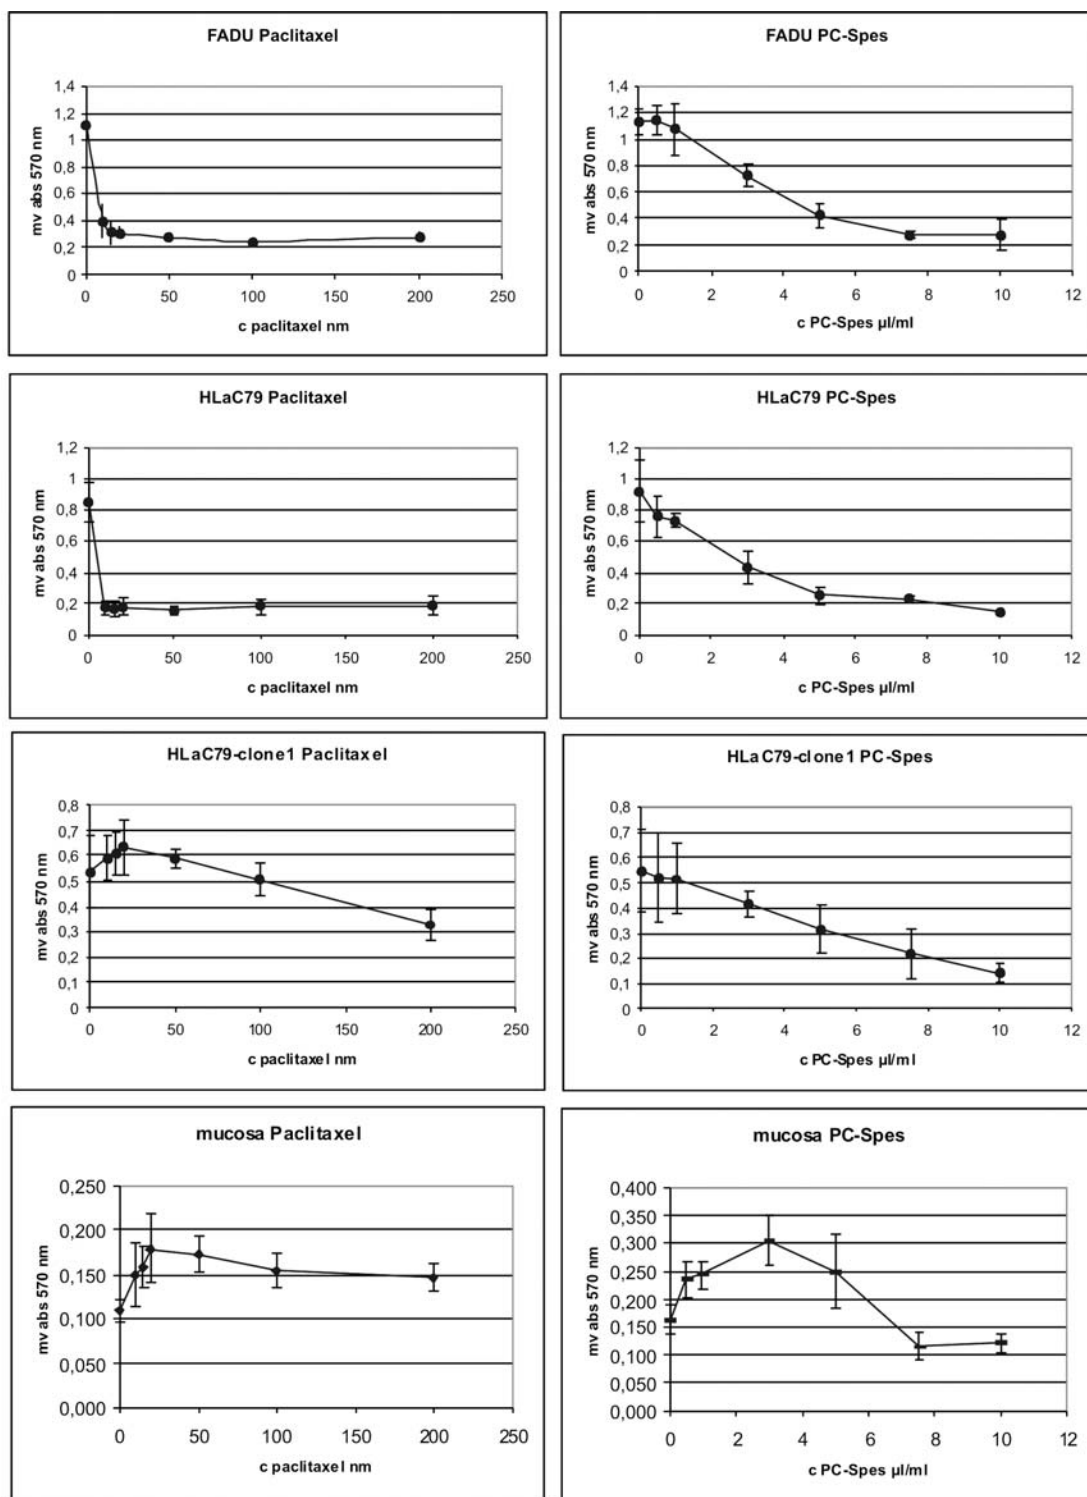 FADU Paclitaxel
mv abs 570 nm
1,4
1,2
1
0,8
0,6
0,4
0,2
0
0 50 100 150 200 250
c paclitaxel nm
FADU PC-Spes
mv abs 570 nm
1,4
1,2
1
0,8
0,6
0,4
0,2
0
0 2 4 6 8 10 12
c PC-Spes µl/ml
HLaC79 Paclitaxel
mv abs 570 nm
1,2
1
0,8
0,6
0,4
0,2
0
0 50 100 150 200 250
c paclitaxel nm
HLaC79 PC-Spes
mv abs 570 nm
1,2
1
0,8
0,6
0,4
0,2
0
0 2 4 6 8 10 12
c PC-Spes µl/ml
HLaC79-clone1 Paclitaxel
mv abs 570 nm
0,8
0,7
0,6
0,5
0,4
0,3
0,2
0,1
0
0 50 100 150 200 250
c paclitaxel nm
HLaC79-clone1 PC-Spes
mv abs 570 nm
0,8
0,7
0,6
0,5
0,4
0,3
0,2
0,1
0
0 2 4 6 8 10 12
c PC-Spes µl/ml
mucosa Paclitaxel
mv abs 570 nm
0,250
0,200
0,150
0,100
0,050
0,000
0 50 100 150 200 250
c paclitaxel nm
mucosa PC-Spes
mv abs 570 nm
0,400
0,350
0,300
0,250
0,200
0,150
0,100
0,050
0,000
0 2 4 6 8 10 12
c PC-Spes µl/ml